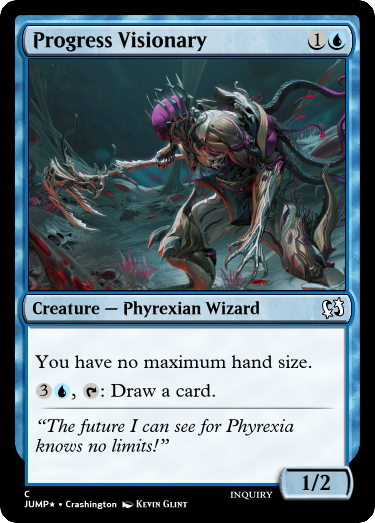 Progress Visionary 1
Creature — Phyrexian Wizard
You have no maximum hand size.
3, : Draw a card.
“The future I can see for Phyrexia
knows no limits!”
1/2
C INQUIRY
JUMP★ • Crashington Kevin Glint